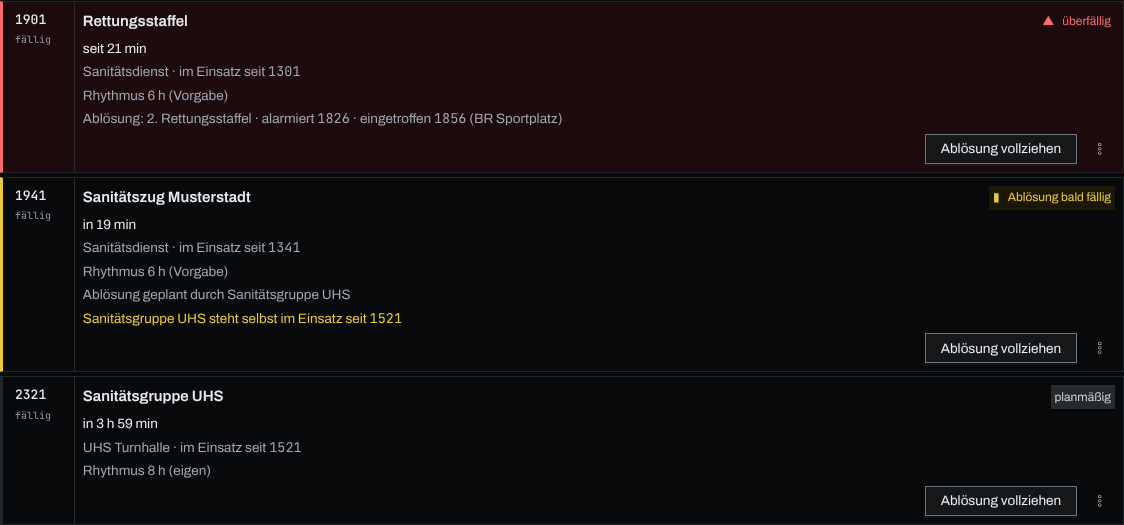 1901 Rettungsstaffel ▲ überfällig
fällig
seit 21 min
Sanitätsdienst · im Einsatz seit 1301
Rhythmus 6 h (Vorgabe)
Ablösung: 2. Rettungsstaffel · alarmiert 1826 · eingetroffen 1856 (BR Sportplatz)
Ablösung vollziehen
1941 Sanitätszug Musterstadt Ablösung bald fällig
fällig
in 19 min
Sanitätsdienst · im Einsatz seit 1341
Rhythmus 6 h (Vorgabe)
Ablösung geplant durch Sanitätsgruppe UHS
Sanitätsgruppe UHS steht selbst im Einsatz seit 1521
Ablösung vollziehen
2321 Sanitätsgruppe UHS planmäßig
fällig
in 3 h 59 min
UHS Turnhalle · im Einsatz seit 1521
Rhythmus 8 h (eigen)
Ablösung vollziehen